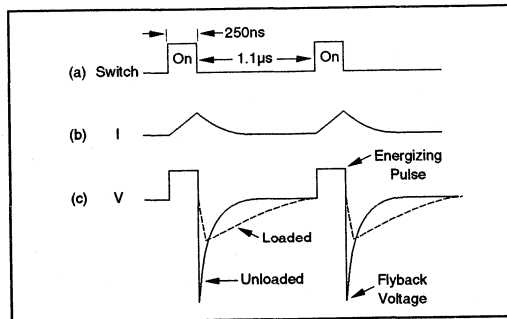 250ns
On
1.1µs
On
(a) Switch
(b) I
Energizing
Pulse
(c) V
Loaded
Unloaded
Flyback
Voltage